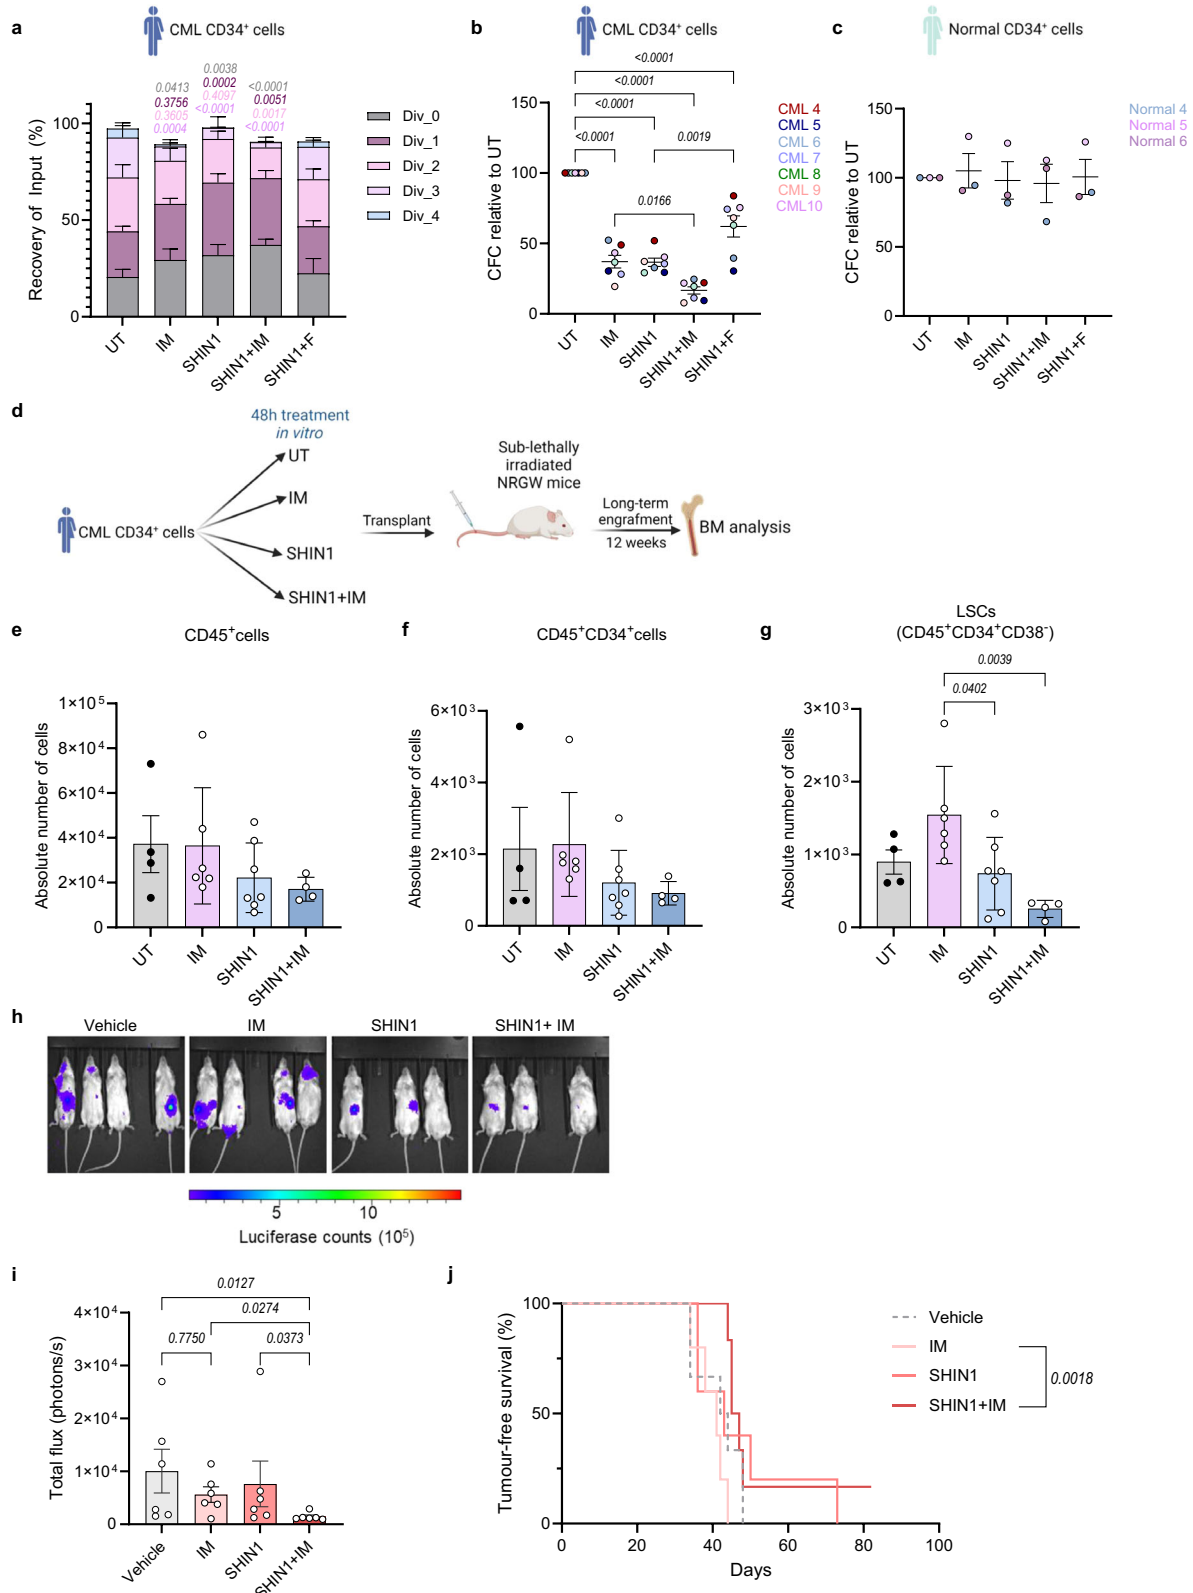 a
CML CD34⁺ cells
0.0413
0.3756
0.3605
0.0004
0.0038
0.0002
0.4097
<0.0001
<0.0001
0.0051
0.0017
<0.0001
Recovery of Input (%)
100
50
0
UT
IM
SHIN1
SHIN1+IM
SHIN1+F
Div_0
Div_1
Div_2
Div_3
Div_4
b
CML CD34⁺ cells
<0.0001
<0.0001
<0.0001
<0.0001
0.0019
0.0166
CFC relative to UT
150
100
50
0
UT
IM
SHIN1
SHIN1+IM
SHIN1+F
CML 4
CML 5
CML 6
CML 7
CML 8
CML 9
CML10
c
Normal CD34⁺ cells
CFC relative to UT
150
100
50
0
UT
IM
SHIN1
SHIN1+IM
SHIN1+F
Normal 4
Normal 5
Normal 6
d
48h treatment
in vitro
CML CD34⁺ cells
UT
IM
SHIN1
SHIN1+IM
Transplant
Sub-lethally
irradiated
NRGW mice
Long-term
engrafment
12 weeks
BM analysis
e
CD45⁺cells
Absolute number of cells
1×10⁵
8×10⁴
6×10⁴
4×10⁴
2×10⁴
0
UT
IM
SHIN1
SHIN1+IM
f
CD45⁺CD34⁺cells
Absolute number of cells
6×10³
4×10³
2×10³
0
UT
IM
SHIN1
SHIN1+IM
g
LSCs
(CD45⁺CD34⁺CD38⁻)
0.0039
0.0402
Absolute number of cells
3×10³
2×10³
1×10³
0
UT
IM
SHIN1
SHIN1+IM
h
Vehicle
IM
SHIN1
SHIN1+ IM
5
10
Luciferase counts (10⁵)
i
0.0127
0.0274
0.7750
0.0373
Total flux (photons/s)
4×10⁴
3×10⁴
2×10⁴
1×10⁴
0
Vehicle
IM
SHIN1
SHIN1+IM
j
Tumour-free survival (%)
100
50
0
0
20
40
60
80
100
Days
Vehicle
IM
SHIN1
SHIN1+IM
0.0018